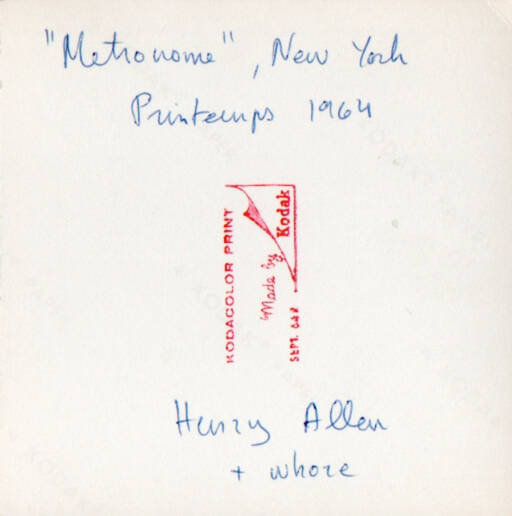 "Metronome", New York
Printemps 1964
KODACOLOR PRINT
Made by
Kodak
Henry Allen
+ whore